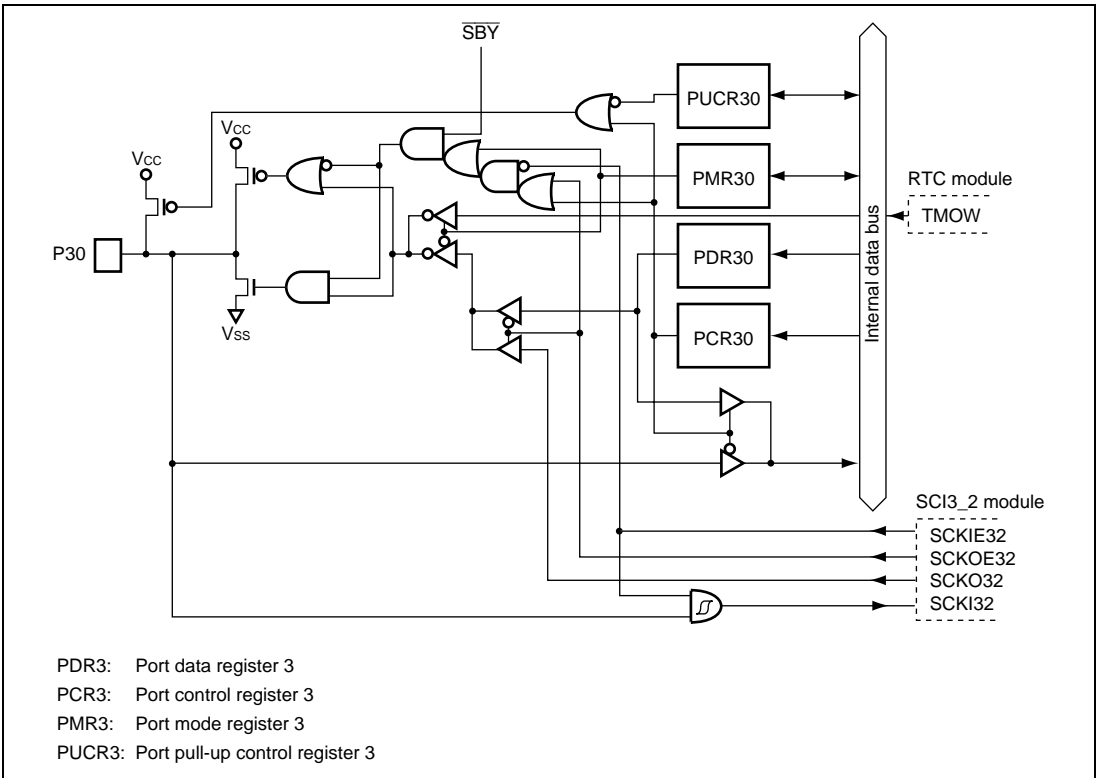 SBY
PUCR30
VCC
VCC
PMR30
RTC module
TMOW
P30
PDR30
Internal data bus
PCR30
VSS
SCI3_2 module
SCKIE32
SCKOE32
SCKO32
SCKI32
PDR3: Port data register 3
PCR3: Port control register 3
PMR3: Port mode register 3
PUCR3: Port pull-up control register 3